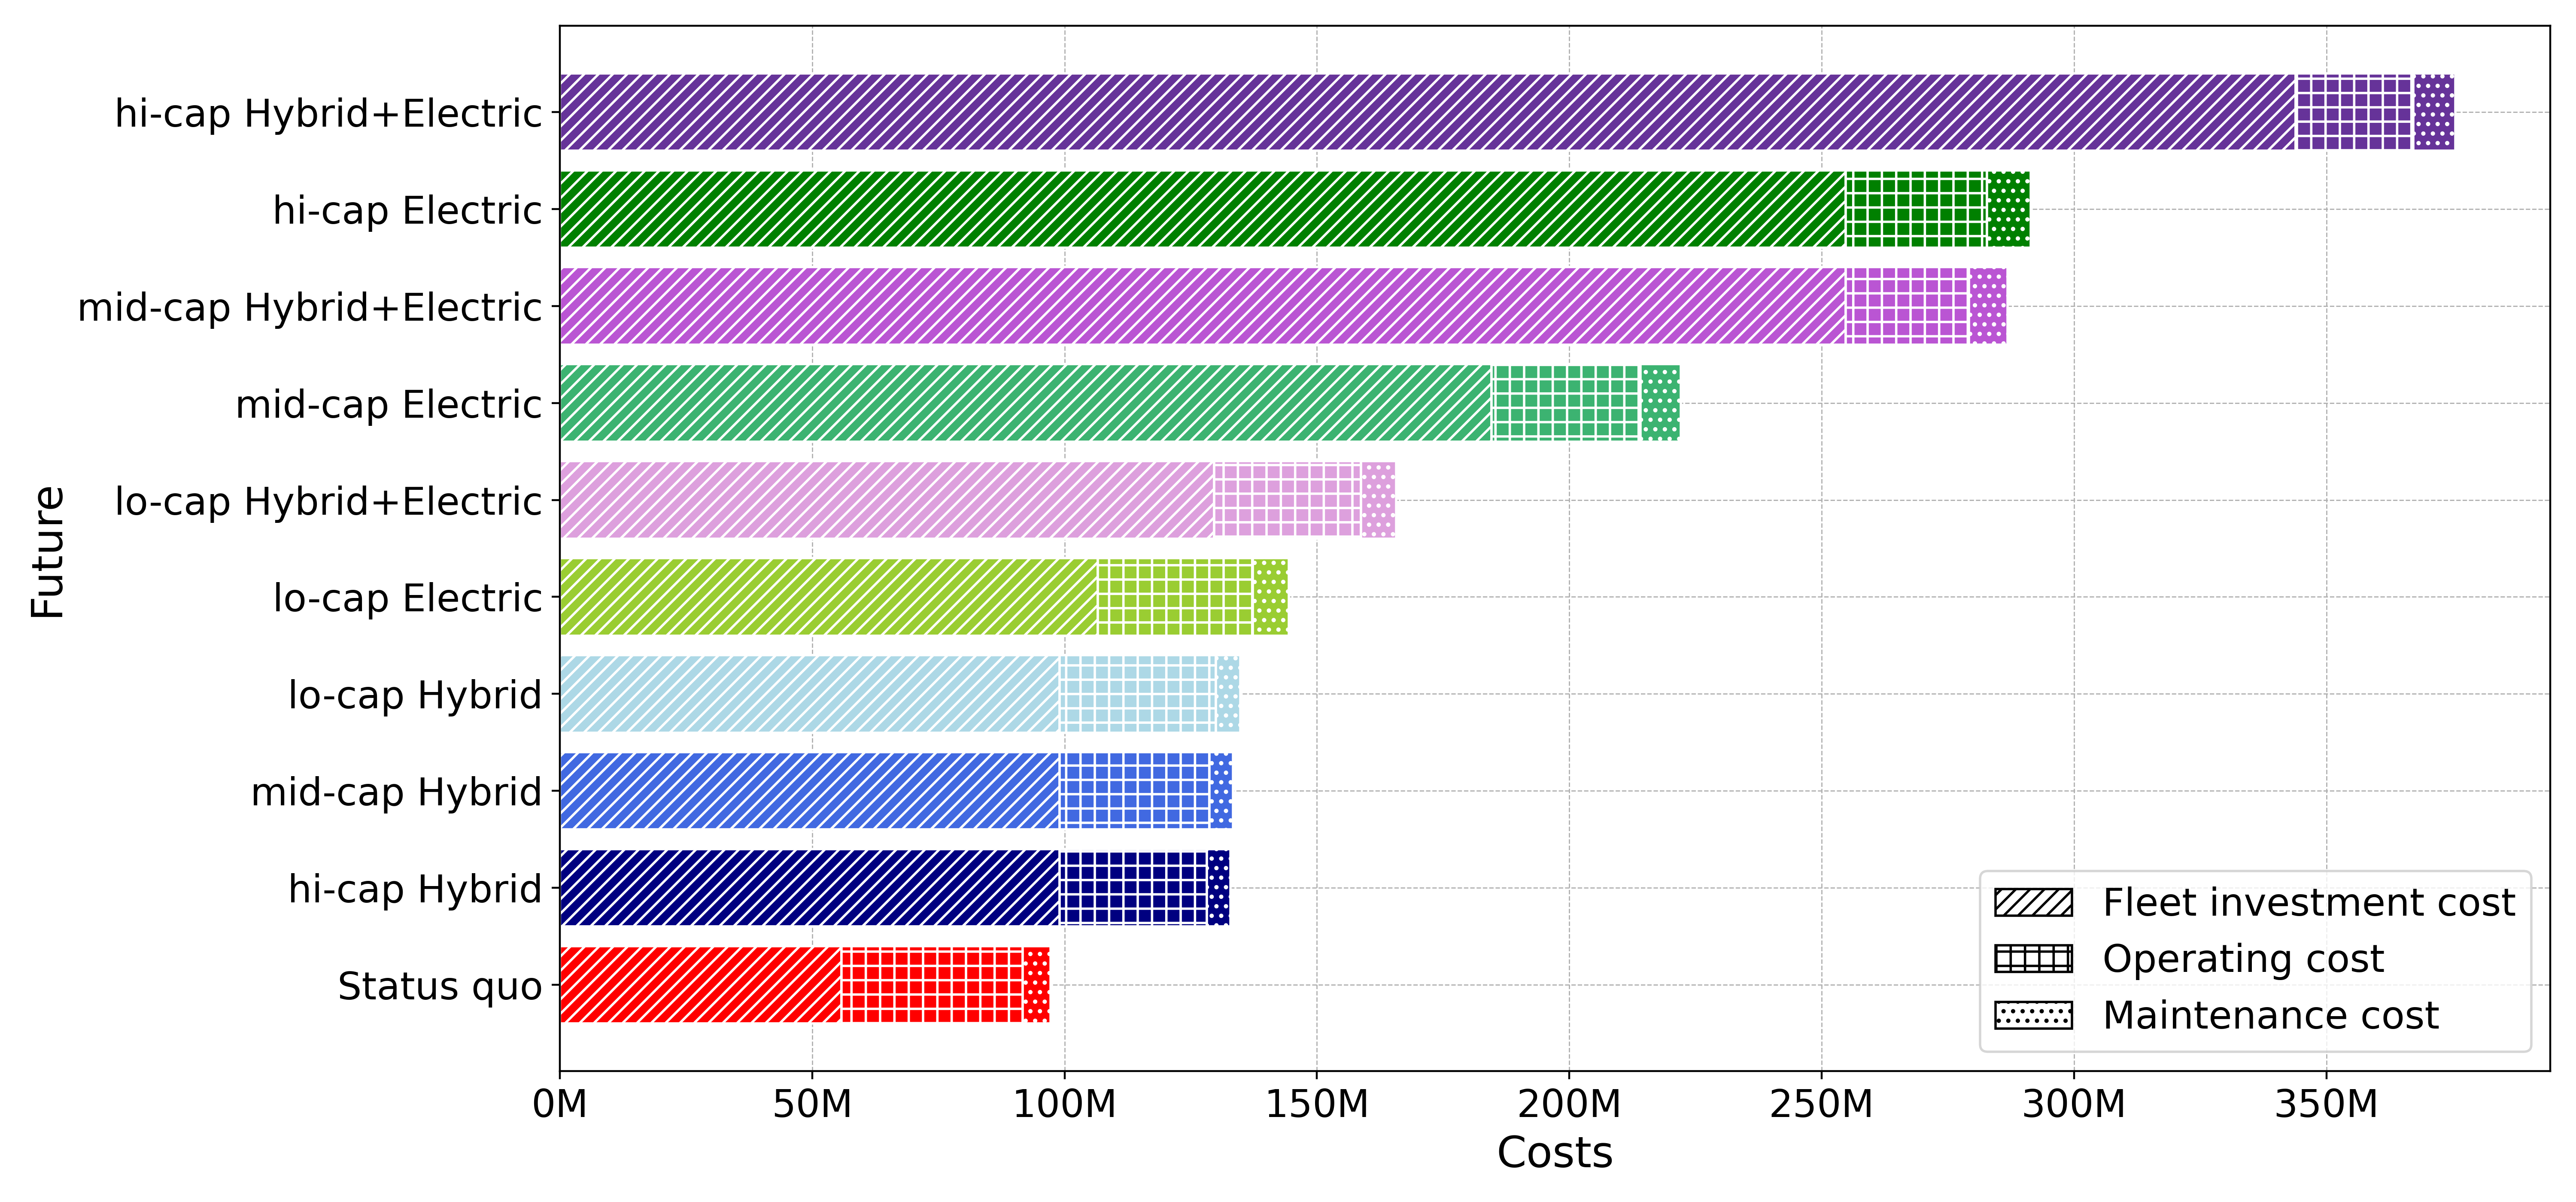 hi-cap Hybrid+Electric
hi-cap Electric
mid-cap Hybrid+Electric
mid-cap Electric
lo-cap Hybrid+Electric
lo-cap Electric
lo-cap Hybrid
mid-cap Hybrid
hi-cap Hybrid
Status quo
Future
Fleet investment cost
Operating cost
Maintenance cost
0M 50M 100M 150M 200M 250M 300M 350M
Costs